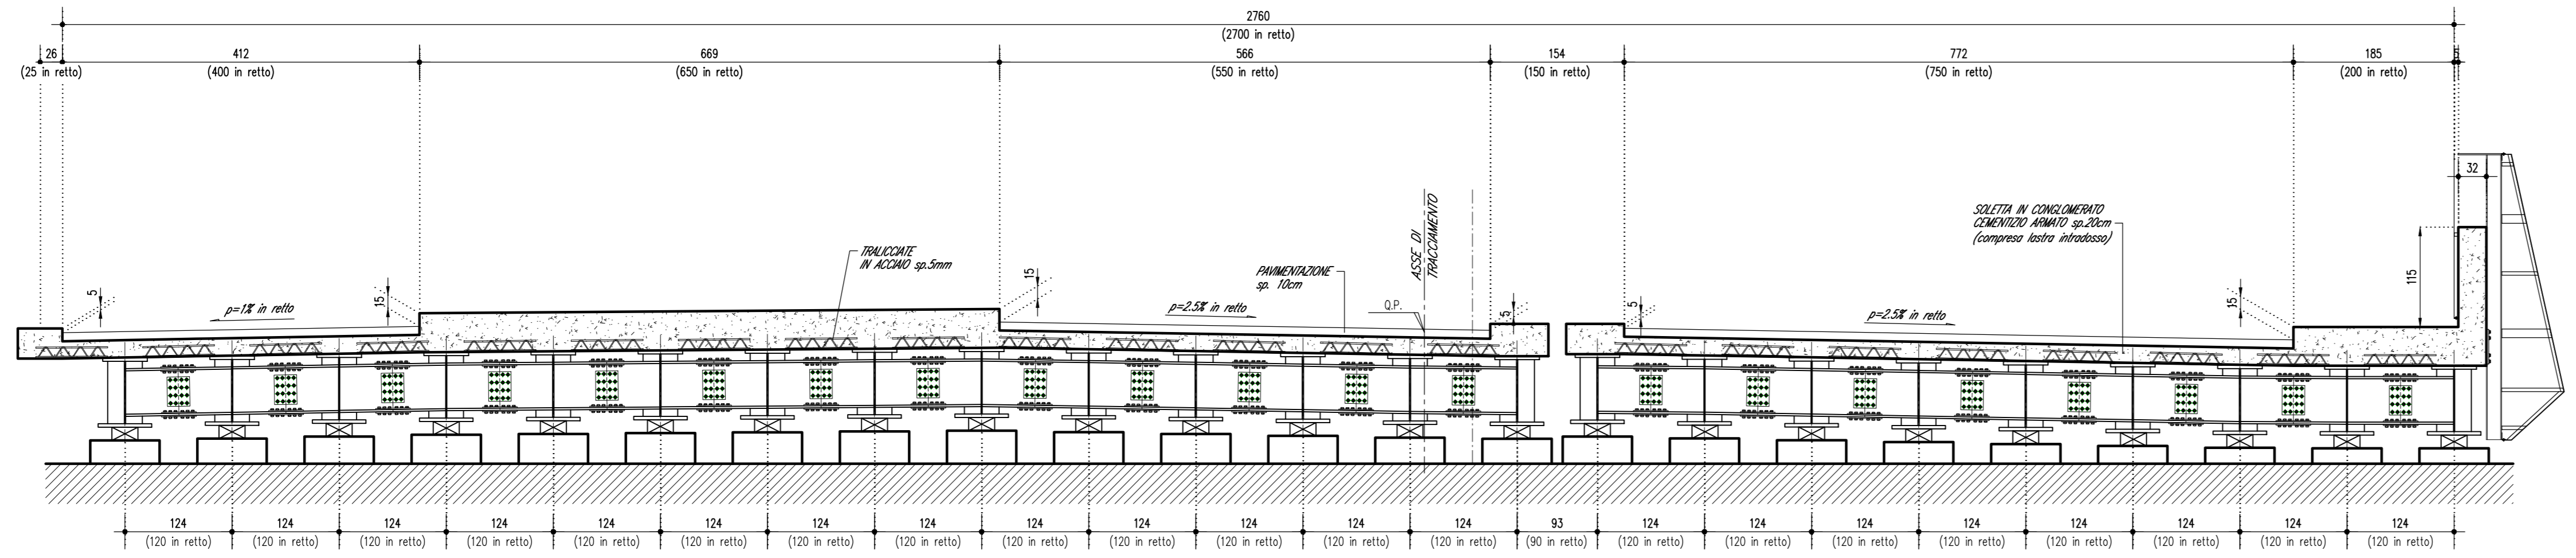 2760
(2700 in retto)
26 412 669 566 154 772 185 5
(25 in retto) (400 in retto) (650 in retto) (550 in retto) (150 in retto) (750 in retto) (200 in retto)
32
SOLETTA IN CONGLOMERATO
CEMENTIZIO ARMATO sp.20cm
(compresa lastra intradosso)
ASSE DI
TRACCIAMENTO
TRALICCIATE
IN ACCIAIO sp.5mm
PAVIMENTAZIONE
sp. 10cm
115
5
15
15
5
5
15
Q.P.
p=1% in retto
p=2.5% in retto
p=2.5% in retto
124 124 124 124 124 124 124 124 124 124 124 124 124 93 124 124 124 124 124 124 124 124
(120 in retto) (120 in retto) (120 in retto) (120 in retto) (120 in retto) (120 in retto) (120 in retto) (120 in retto) (120 in retto) (120 in retto) (120 in retto) (120 in retto) (120 in retto) (90 in retto) (120 in retto) (120 in retto) (120 in retto) (120 in retto) (120 in retto) (120 in retto) (120 in retto) (120 in retto)